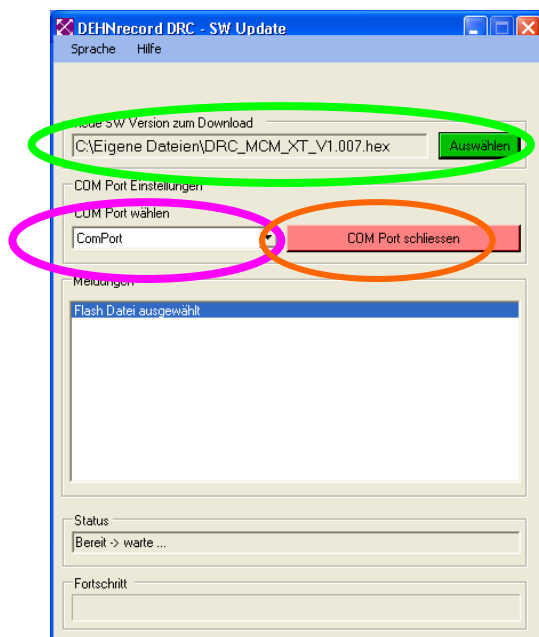 DEHNrecord DRC - SW Update
Sprache Hilfe
Neue SW Version zum Download
C:\Eigene Dateien\DRC_MCM_XT_V1.007.hex Auswählen
COM Port Einstellungen
COM Port wählen
ComPort COM Port schliessen
Meldungen
Flash Datei ausgewählt
Status
Bereit -> warte ...
Fortschritt